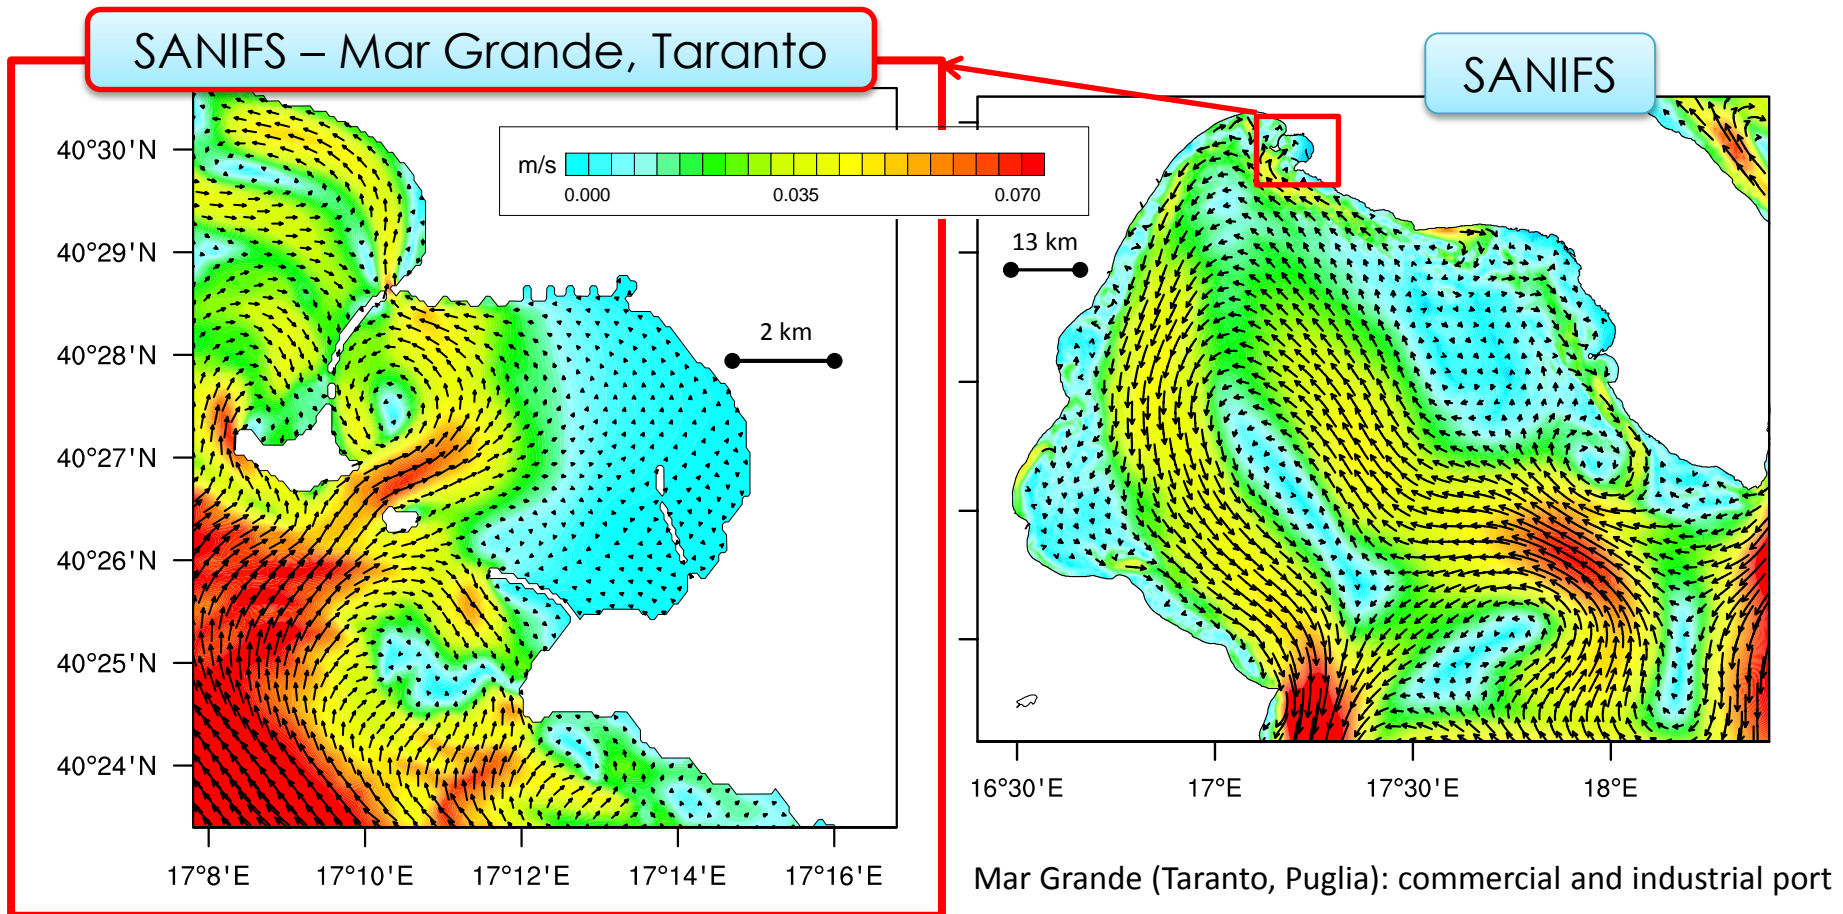 SANIFS – Mar Grande, Taranto
SANIFS
m/s
0.000 0.035 0.070
40°30'N
40°29'N
40°28'N
40°27'N
40°26'N
40°25'N
40°24'N
2 km
13 km
17°8'E 17°10'E 17°12'E 17°14'E 17°16'E
16°30'E 17°E 17°30'E 18°E
Mar Grande (Taranto, Puglia): commercial and industrial port